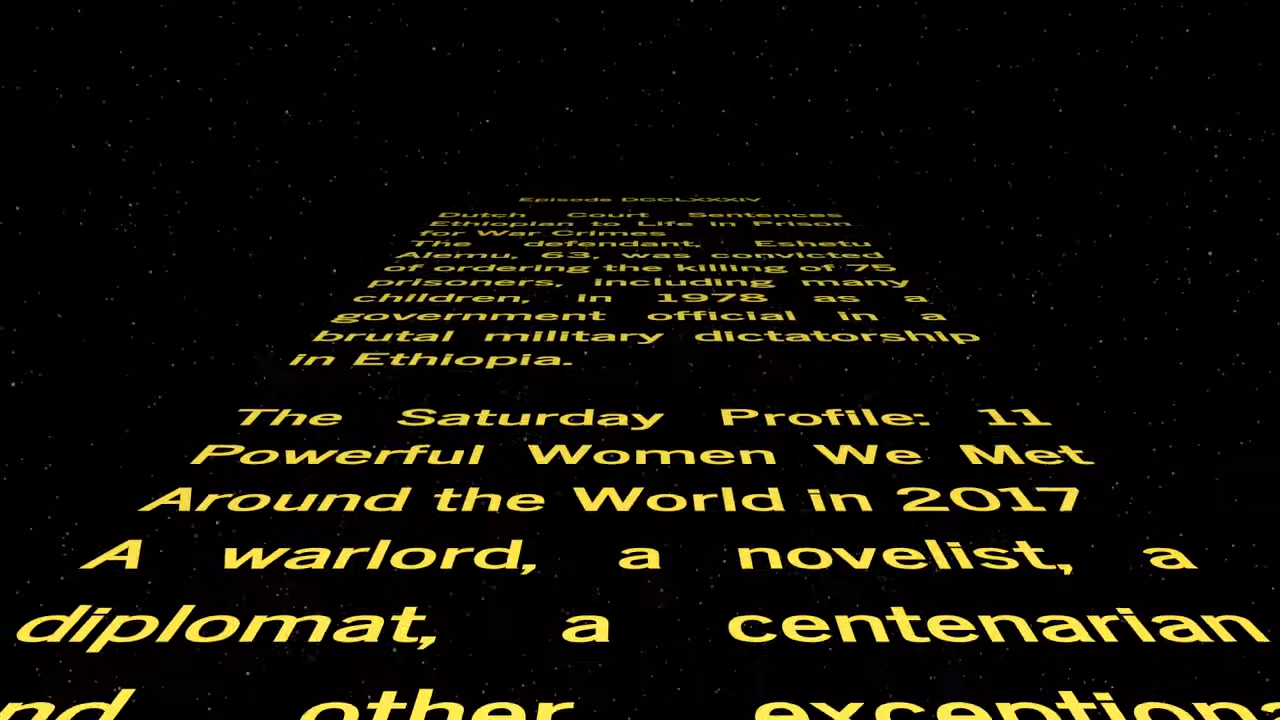 Episode DCCLXXXIV
Dutch Court Sentences
Ethiopian to Life in Prison
for War Crimes
The defendant, Eshetu
Alemu, 63, was convicted
of ordering the killing of 75
prisoners, including many
children, in 1978 as a
government official in a
brutal military dictatorship
in Ethiopia.
The Saturday Profile: 11
Powerful Women We Met
Around the World in 2017
A warlord, a novelist, a
diplomat, a centenarian
other